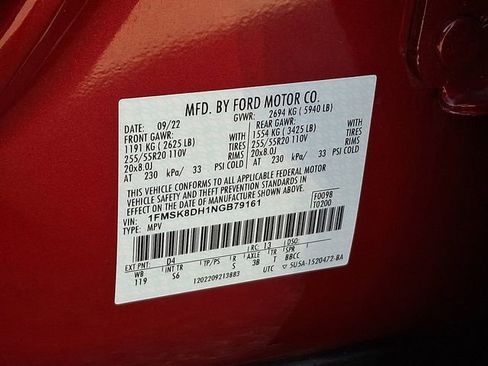 MFD. BY FORD MOTOR CO.
DATE: 09/22 GVWR: 2694 KG ( 5940 LB)
FRONT GAWR: REAR GAWR:
1191 KG ( 2625 LB) WITH 1554 KG ( 3425 LB) WITH
255/55R20 110V TIRES 255/55R20 110V TIRES
20x8.0J RIMS 20x8.0J RIMS
AT 230 kPa/ 33 PSI COLD AT 230 kPa/ 33 PSI COLD
THIS VEHICLE CONFORMS TO ALL APPLICABLE FEDERAL MOTOR
VEHICLE SAFETY AND THEFT PREVENTION STANDARDS IN
EFFECT ON THE DATE OF MANUFACTURE SHOWN ABOVE.
VIN: 1FMSK8DH1NGB79161 F0098
TYPE: MPV T0200
EXT PNT: D4 RC: 13 DSO:
WB INT TR TP/PS R AXLE TR SPR
119 S6 S 3B T BBCC
1202209213883 UTC SU5A-1520472-BA